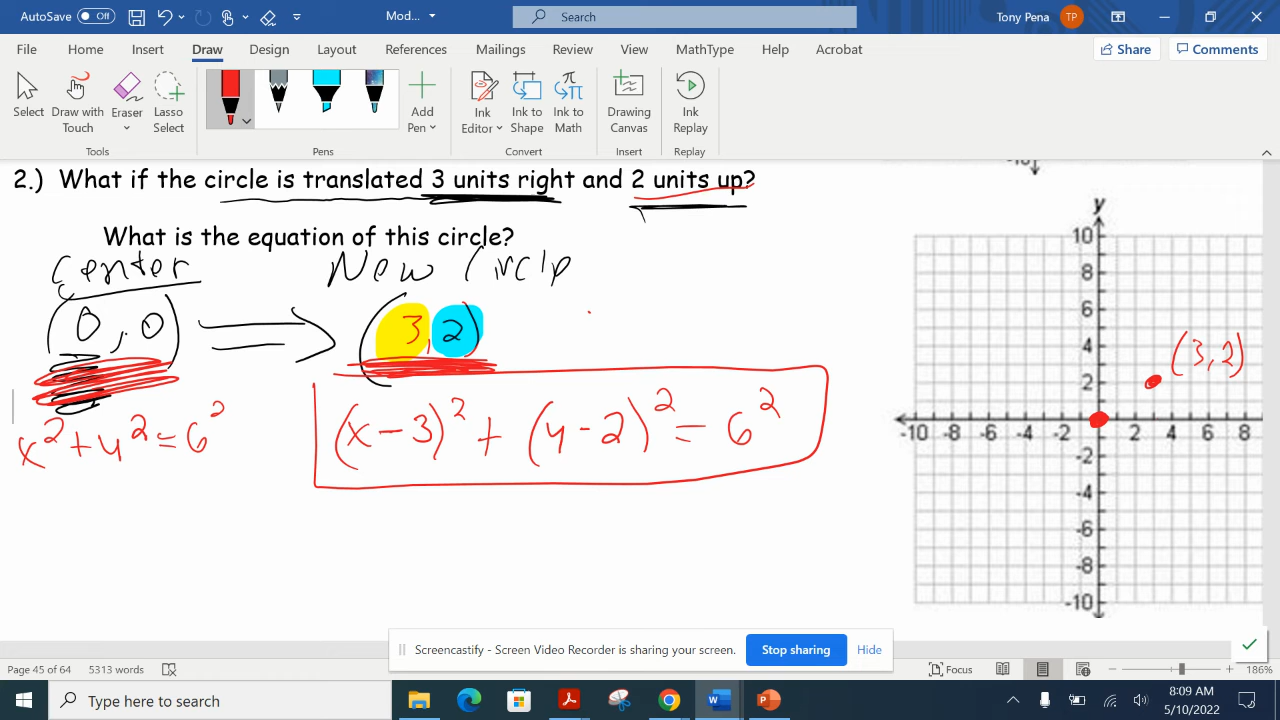 AutoSave Off Mod... Search Tony Pena TP
File Home Insert Draw Design Layout References Mailings Review View MathType Help Acrobat Share Comments
Select Draw with Touch Eraser Lasso Select Add Pen Ink Editor Ink to Shape Ink to Math Drawing Canvas Ink Replay
Tools Pens Convert Insert Replay
2.) What if the circle is translated 3 units right and 2 units up?
What is the equation of this circle?
Center New Circle
(0,0) ⇒ (3,2)
x² + y² = 6²
(x-3)² + (y-2)² = 6²
-10
y
10
8
6
4 (3,2)
2
-10 -8 -6 -4 -2 2 4 6 8
-2
-4
-6
-8
-10
Screencastify - Screen Video Recorder is sharing your screen. Stop sharing Hide
Page 45 of 64 5313 words Focus 186%
Type here to search 8:09 AM
5/10/2022